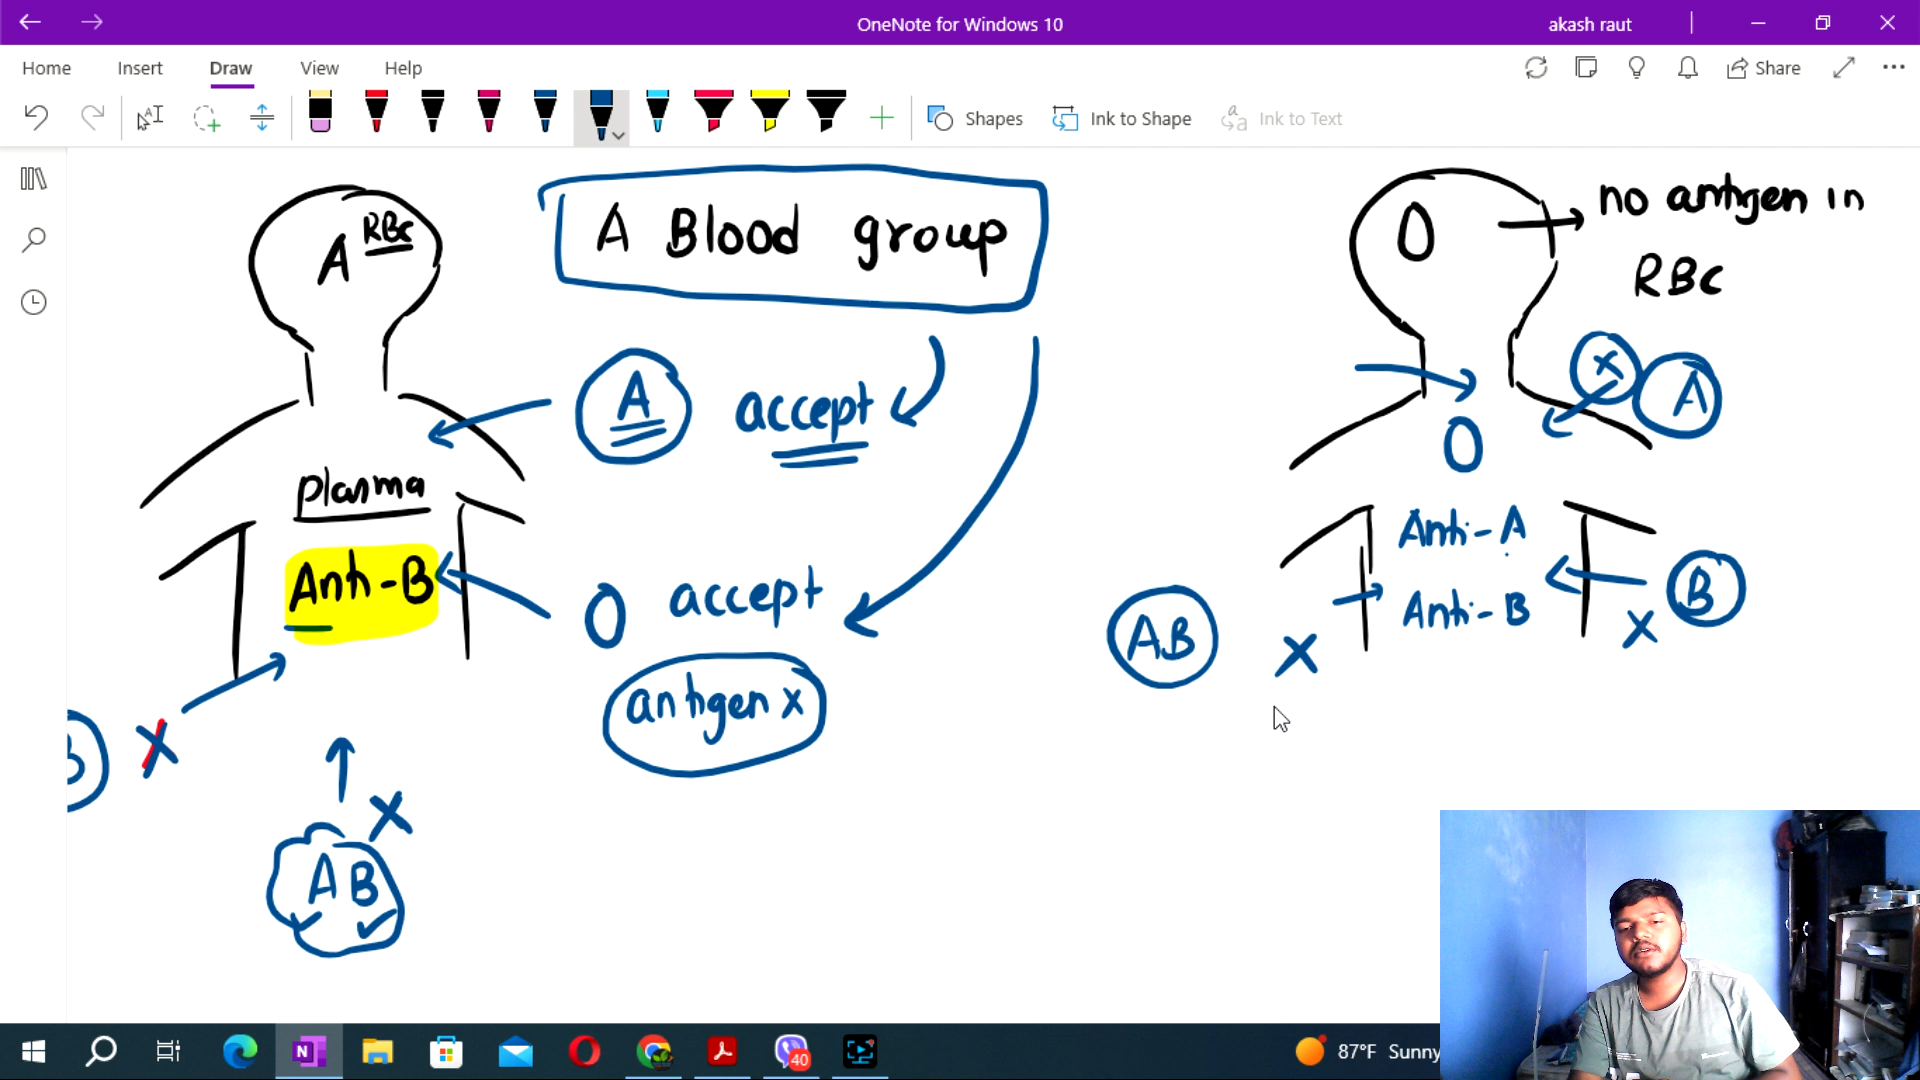 OneNote for Windows 10
akash raut
Home Insert Draw View Help
Share
Shapes Ink to Shape Ink to Text
A RBC
A Blood group
O
no antigen in
RBC
A accept
x A
O
plasma
Anti-B
O accept
antigen x
Anti-A
Anti-B
B
X
AB X
B X
X
AB
40
87°F Sunny